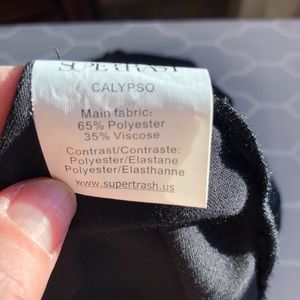 SUPERTRASH
CALYPSO
Main fabric:
65% Polyester
35% Viscose
Contrast/Contraste:
Polyester/Elastane
Polyester/Elasthanne
www.supertrash.us